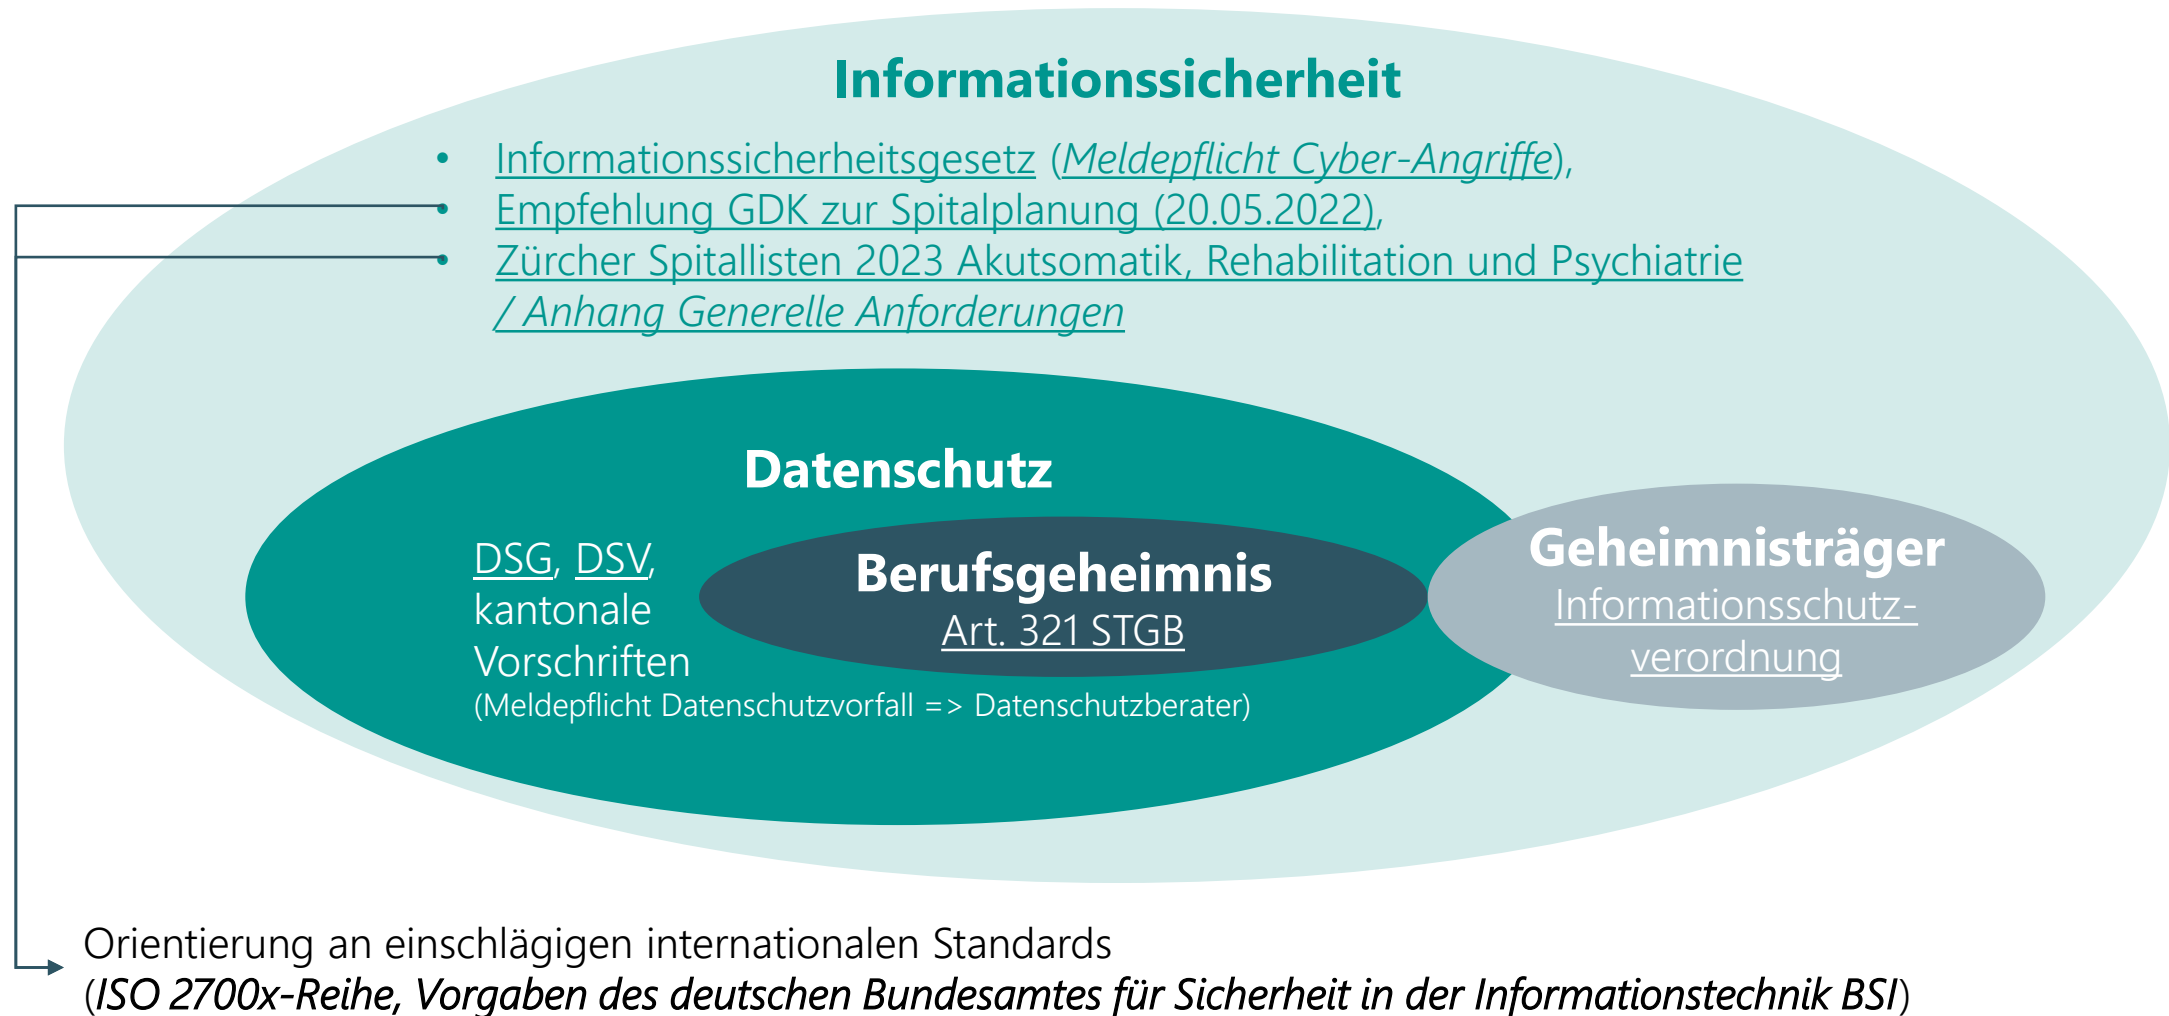 Informationssicherheit
• Informationssicherheitsgesetz (Meldepflicht Cyber-Angriffe),
• Empfehlung GDK zur Spitalplanung (20.05.2022),
• Zürcher Spitallisten 2023 Akutsomatik, Rehabilitation und Psychiatrie
/ Anhang Generelle Anforderungen
Datenschutz
DSG, DSV,
kantonale
Vorschriften
(Meldepflicht Datenschutzvorfall => Datenschutzberater)
Berufsgeheimnis
Art. 321 STGB
Geheimnisträger
Informationsschutz-
verordnung
Orientierung an einschlägigen internationalen Standards
(ISO 2700x-Reihe, Vorgaben des deutschen Bundesamtes für Sicherheit in der Informationstechnik BSI)